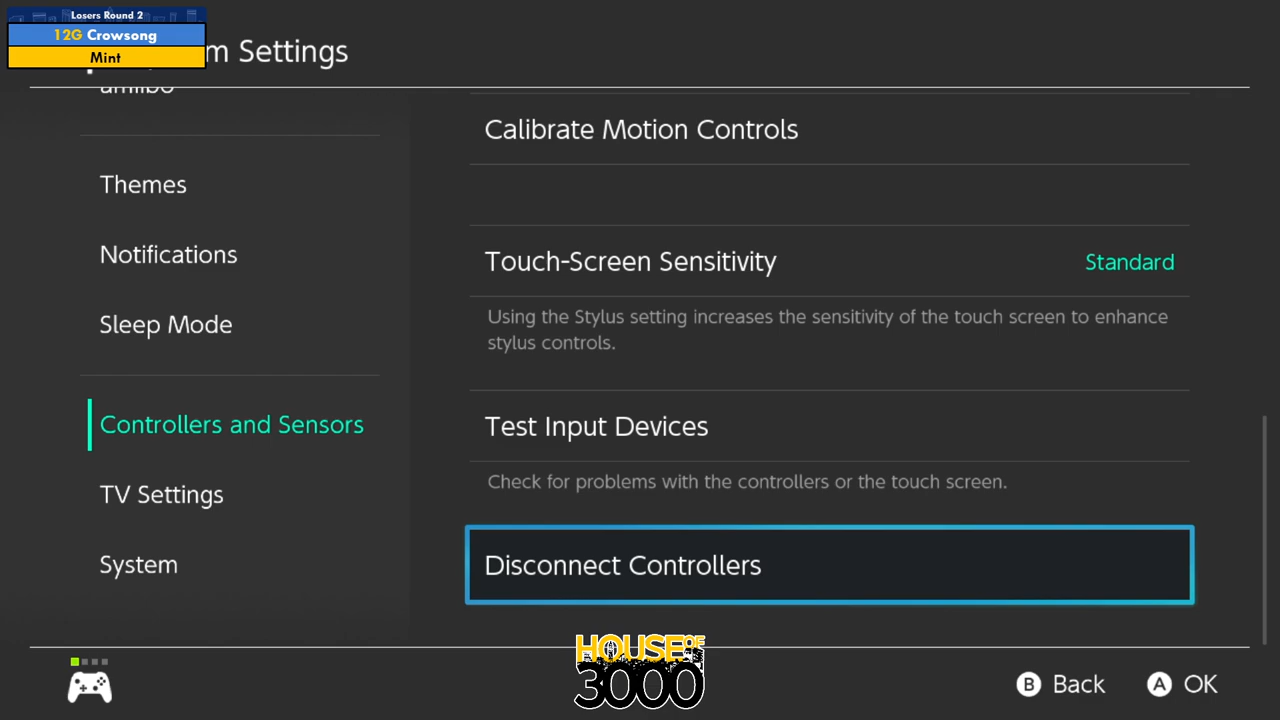 Losers Round 2
12G Crowsong
Mint
m Settings
amiibo
Themes
Notifications
Sleep Mode
Controllers and Sensors
TV Settings
System
Calibrate Motion Controls
Touch-Screen Sensitivity Standard
Using the Stylus setting increases the sensitivity of the touch screen to enhance
stylus controls.
Test Input Devices
Check for problems with the controllers or the touch screen.
Disconnect Controllers
HOUSE OF
3000
B Back A OK